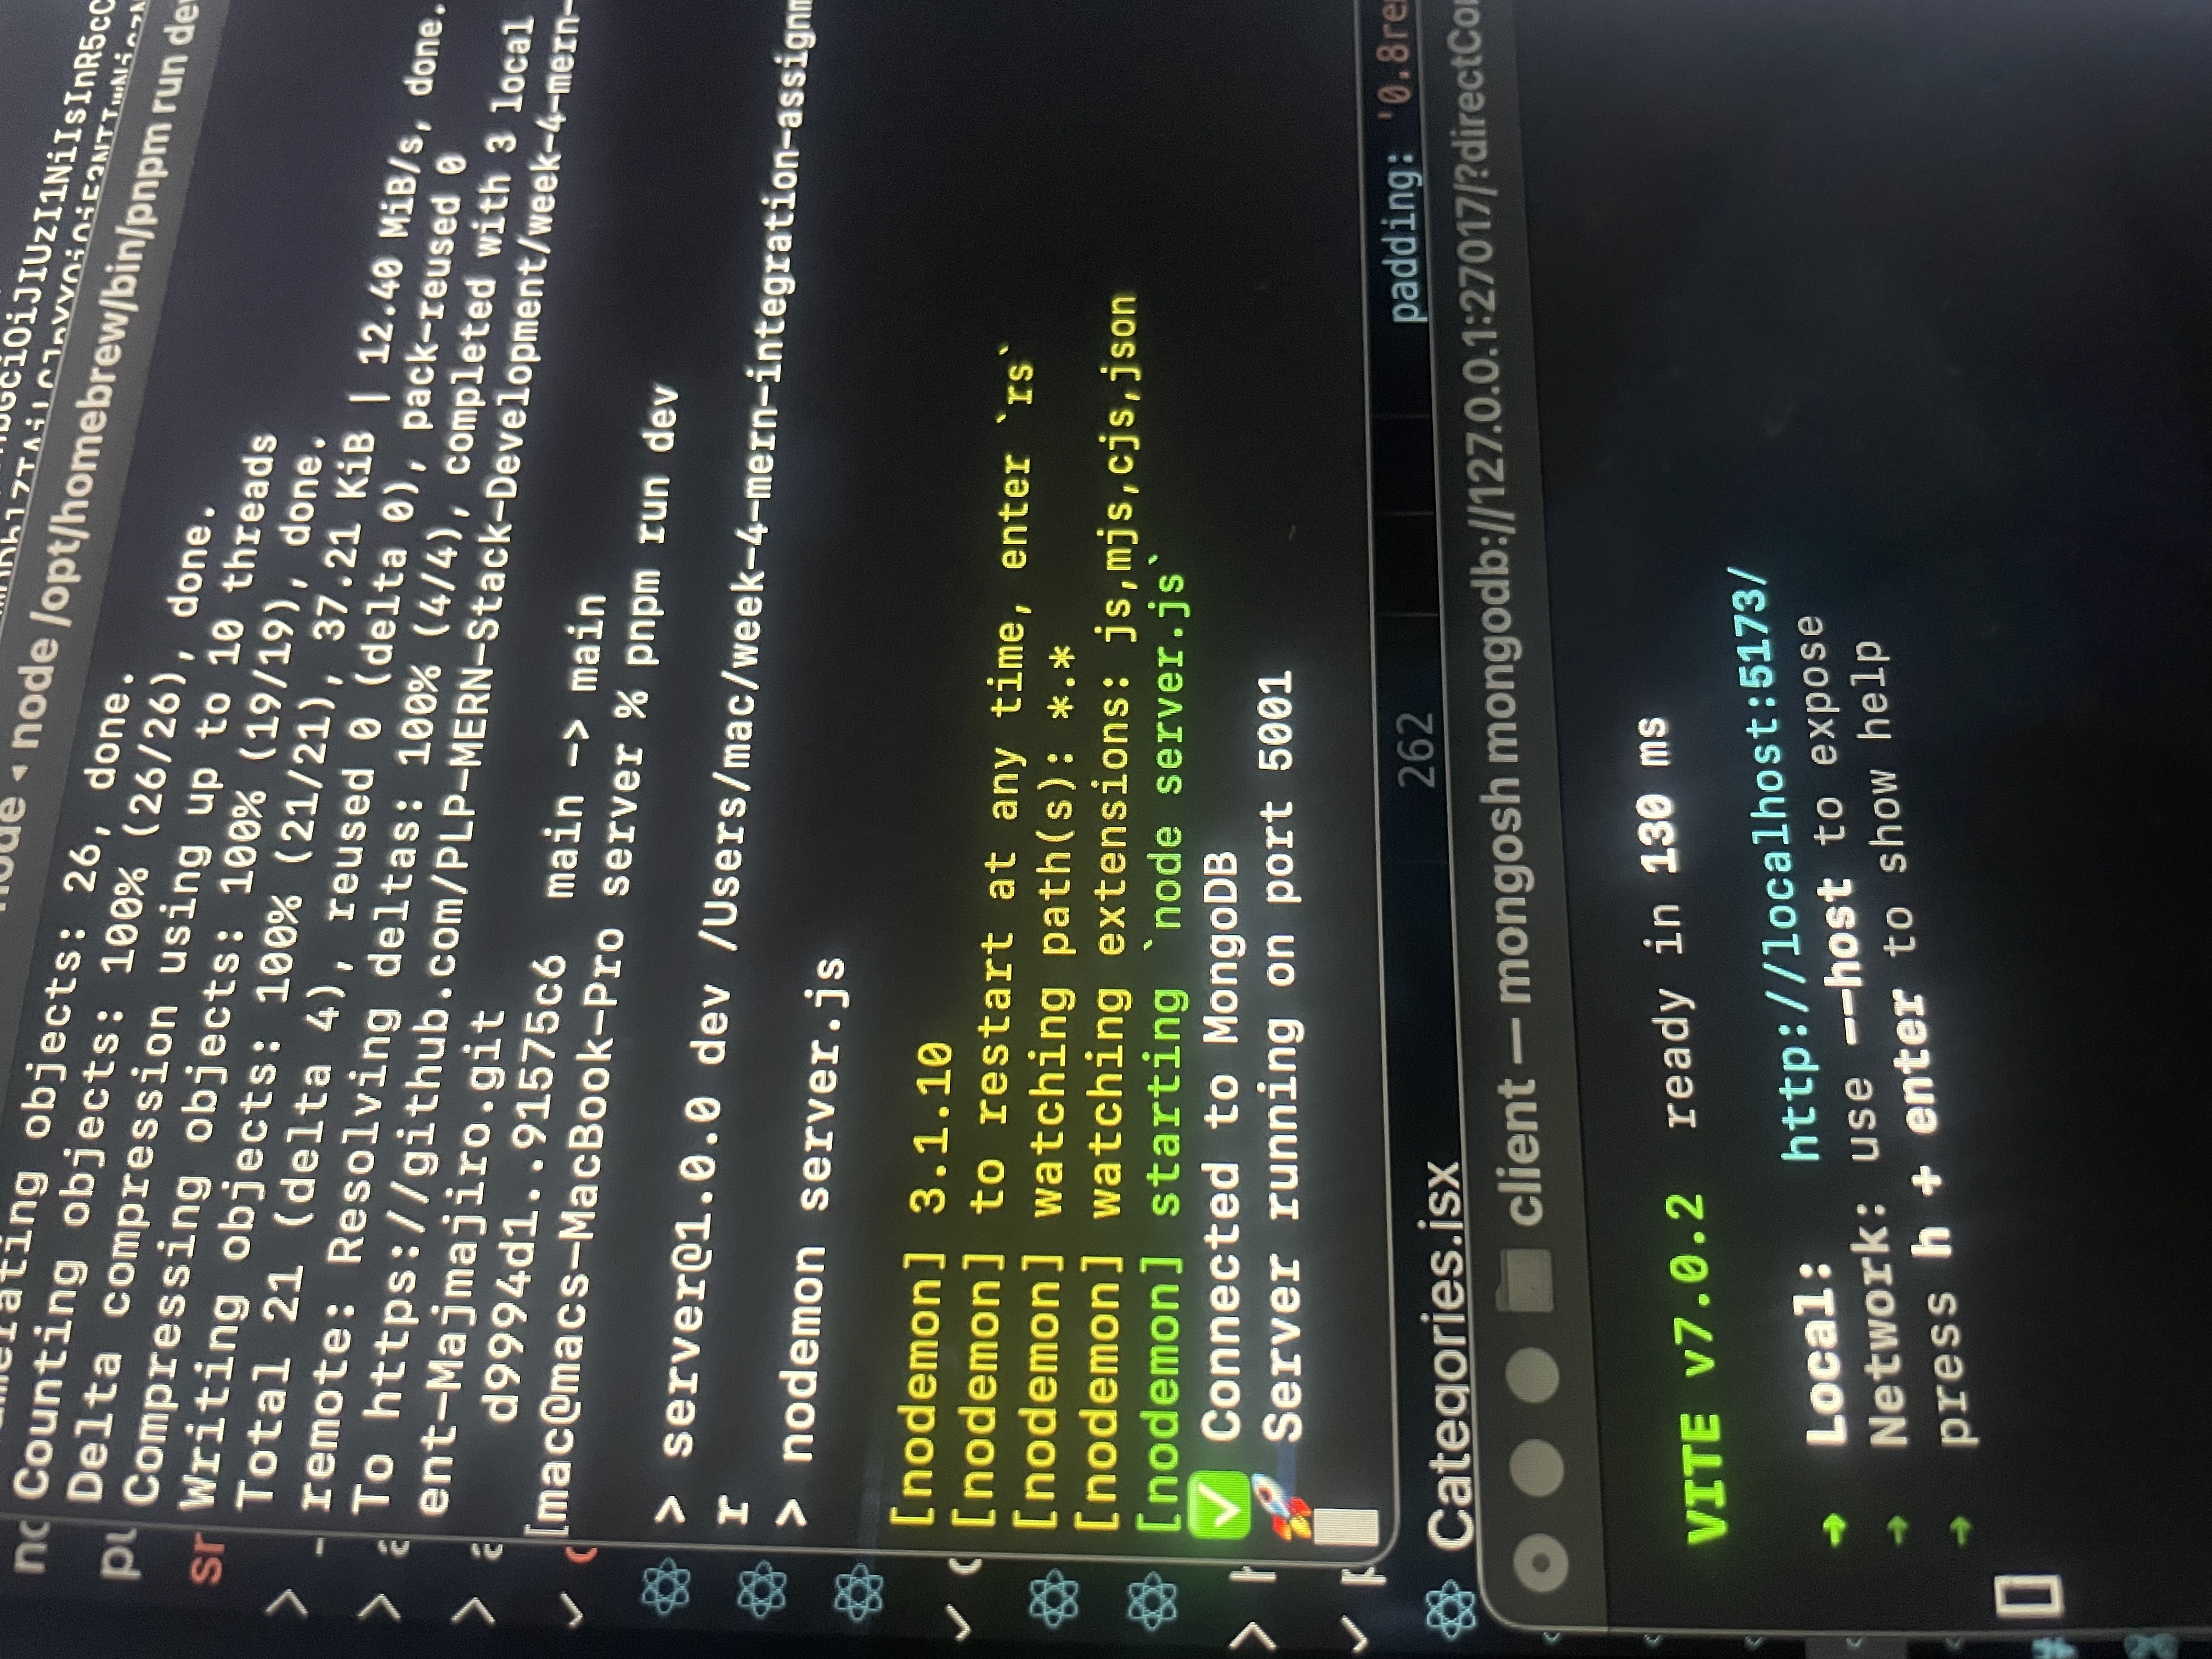 node ◂ node /opt/homebrew/bin/pnpm run dev
objects: 26, done.
Counting objects: 100% (26/26), done.
Delta compression using up to 10 threads
Compressing objects: 100% (19/19), done.
Writing objects: 100% (21/21), 37.21 KiB | 12.40 MiB/s, done.
Total 21 (delta 4), reused 0 (delta 0), pack-reused 0
remote: Resolving deltas: 100% (4/4), completed with 3 local
To https://github.com/PLP-MERN-Stack-Development/week-4-mern-
ent-Majmajiro.git
d9994d1..91575c6 main -> main
[mac@macs-MacBook-Pro server % pnpm run dev
> server@1.0.0 dev /Users/mac/week-4-mern-integration-assignm
r
> nodemon server.js
[nodemon] 3.1.10
[nodemon] to restart at any time, enter `rs`
[nodemon] watching path(s): *.*
[nodemon] watching extensions: js,mjs,cjs,json
[nodemon] starting `node server.js`
✅ Connected to MongoDB
🚀 Server running on port 5001
262 padding: '0.8re
Categories.jsx
client — mongosh mongodb://127.0.0.1:27017/?directCo
VITE v7.0.2 ready in 130 ms
➜ Local: http://localhost:5173/
➜ Network: use --host to expose
➜ press h + enter to show help